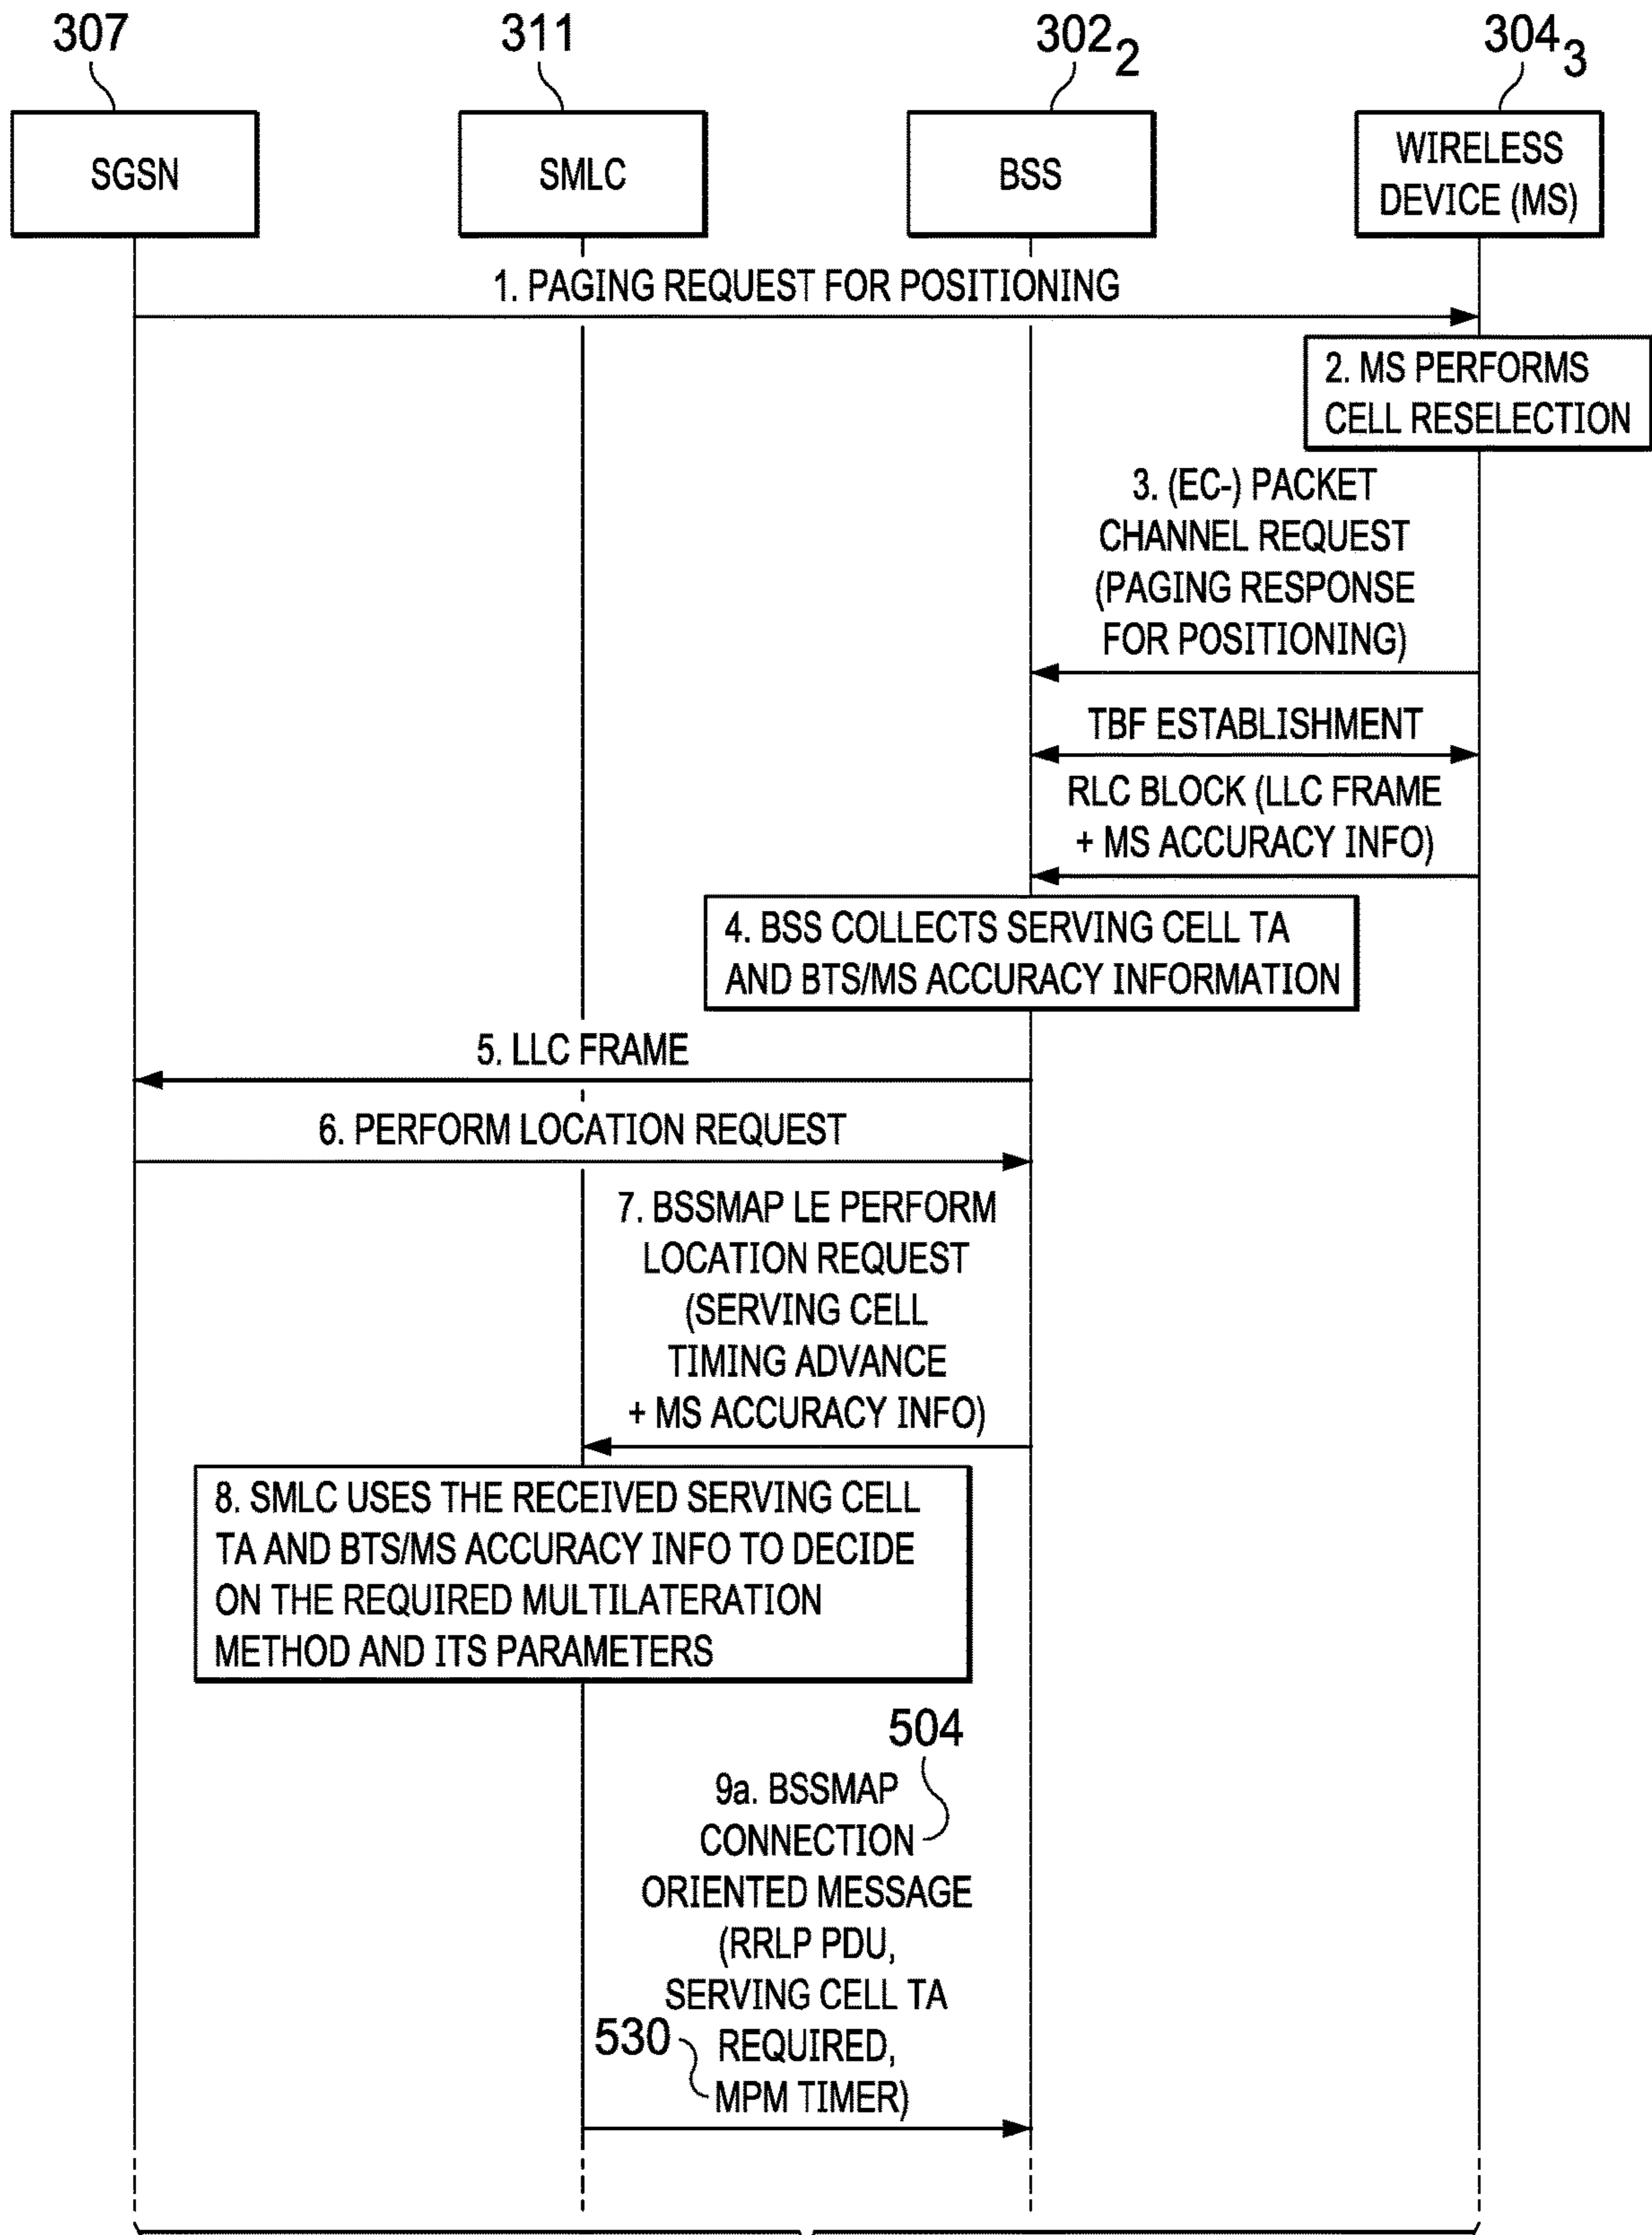 307
311
302₂
304₃
SGSN
SMLC
BSS
WIRELESS
DEVICE (MS)
1. PAGING REQUEST FOR POSITIONING
2. MS PERFORMS
CELL RESELECTION
3. (EC-) PACKET
CHANNEL REQUEST
(PAGING RESPONSE
FOR POSITIONING)
TBF ESTABLISHMENT
RLC BLOCK (LLC FRAME
+ MS ACCURACY INFO)
4. BSS COLLECTS SERVING CELL TA
AND BTS/MS ACCURACY INFORMATION
5. LLC FRAME
6. PERFORM LOCATION REQUEST
7. BSSMAP LE PERFORM
LOCATION REQUEST
(SERVING CELL
TIMING ADVANCE
+ MS ACCURACY INFO)
8. SMLC USES THE RECEIVED SERVING CELL
TA AND BTS/MS ACCURACY INFO TO DECIDE
ON THE REQUIRED MULTILATERATION
METHOD AND ITS PARAMETERS
504
9a. BSSMAP
CONNECTION
ORIENTED MESSAGE
(RRLP PDU,
SERVING CELL TA
530 REQUIRED,
MPM TIMER)